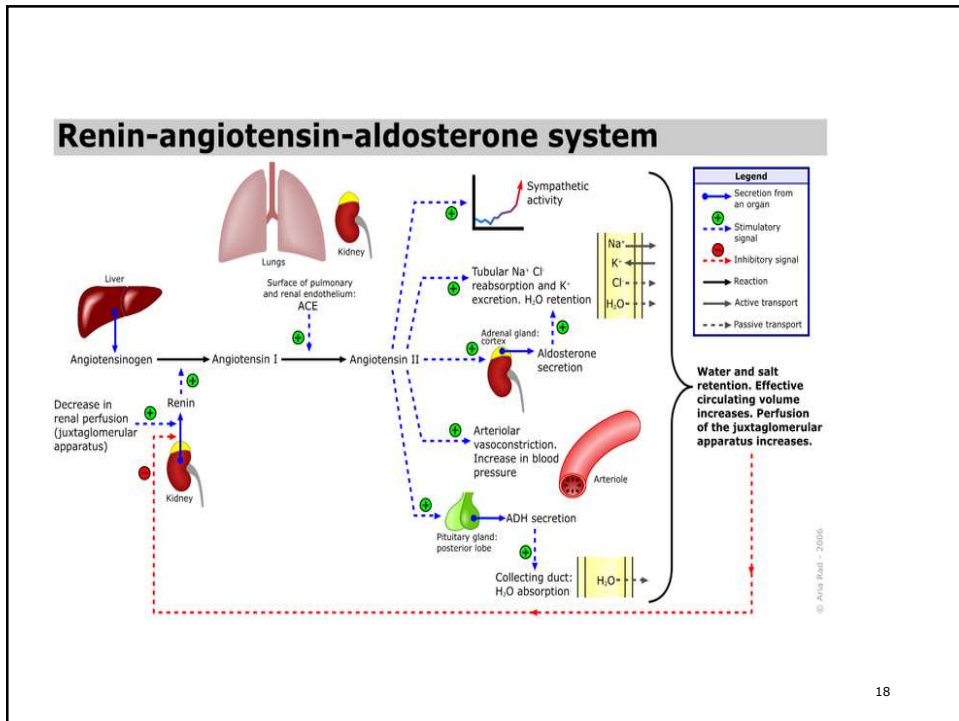 Renin-angiotensin-aldosterone system
Legend
Secretion from
an organ
+
Stimulatory
signal
−
Inhibitory signal
Reaction
Active transport
Passive transport
Lungs
Kidney
Surface of pulmonary
and renal endothelium:
ACE
+
Liver
Angiotensinogen
Angiotensin I
Angiotensin II
+
Renin
Decrease in
renal perfusion
(juxtaglomerular
apparatus)
+
−
Kidney
+
Sympathetic
activity
+
Tubular Na⁺ Cl⁻
reabsorption and K⁺
excretion. H₂O retention
Na⁺
K⁺
Cl⁻
H₂O
+
+
Adrenal gland:
cortex
Aldosterone
secretion
+
Arteriolar
vasoconstriction.
Increase in blood
pressure
Arteriole
+
Pituitary gland:
posterior lobe
ADH secretion
+
Collecting duct:
H₂O absorption
H₂O
Water and salt
retention. Effective
circulating volume
increases. Perfusion
of the juxtaglomerular
apparatus increases.
© Aria Rad - 2006
18